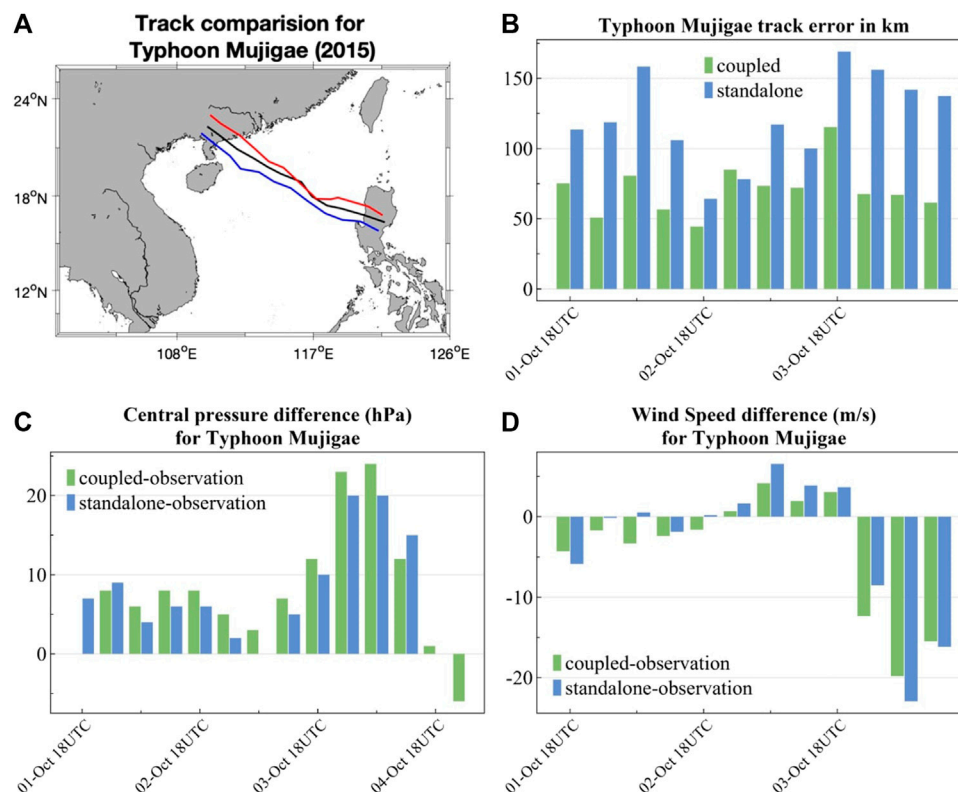 A
Track comparision for
Typhoon Mujigae (2015)
24°N
18°N
12°N
108°E
117°E
126°E
B
Typhoon Mujigae track error in km
coupled
standalone
150
100
50
0
01-Oct 18UTC
02-Oct 18UTC
03-Oct 18UTC
C
Central pressure difference (hPa)
for Typhoon Mujigae
coupled-observation
standalone-observation
20
10
0
01-Oct 18UTC
02-Oct 18UTC
03-Oct 18UTC
04-Oct 18UTC
D
Wind Speed difference (m/s)
for Typhoon Mujigae
0
-10
-20
coupled-observation
standalone-observation
01-Oct 18UTC
02-Oct 18UTC
03-Oct 18UTC